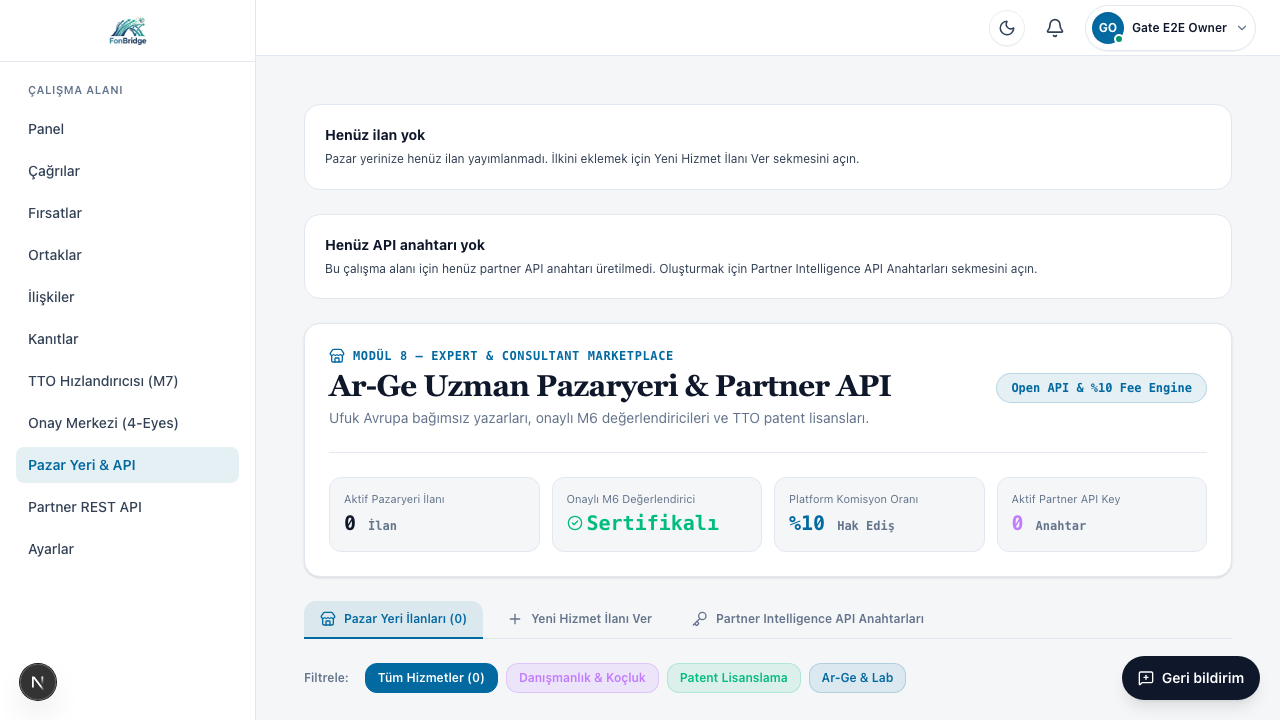 FonBridge
GO
Gate E2E Owner
ÇALIŞMA ALANI
Panel
Çağrılar
Fırsatlar
Ortaklar
İlişkiler
Kanıtlar
TTO Hızlandırıcısı (M7)
Onay Merkezi (4-Eyes)
Pazar Yeri & API
Partner REST API
Ayarlar
N
Henüz ilan yok
Pazar yerinize henüz ilan yayımlanmadı. İlkini eklemek için Yeni Hizmet İlanı Ver sekmesini açın.
Henüz API anahtarı yok
Bu çalışma alanı için henüz partner API anahtarı üretilmedi. Oluşturmak için Partner Intelligence API Anahtarları sekmesini açın.
MODÜL 8 — EXPERT & CONSULTANT MARKETPLACE
Ar-Ge Uzman Pazaryeri & Partner API
Open API & %10 Fee Engine
Ufuk Avrupa bağımsız yazarları, onaylı M6 değerlendiricileri ve TTO patent lisansları.
Aktif Pazaryeri İlanı
0 İlan
Onaylı M6 Değerlendirici
Sertifikalı
Platform Komisyon Oranı
%10 Hak Ediş
Aktif Partner API Key
0 Anahtar
Pazar Yeri İlanları (0)
Yeni Hizmet İlanı Ver
Partner Intelligence API Anahtarları
Filtrele:
Tüm Hizmetler (0)
Danışmanlık & Koçluk
Patent Lisanslama
Ar-Ge & Lab
Geri bildirim